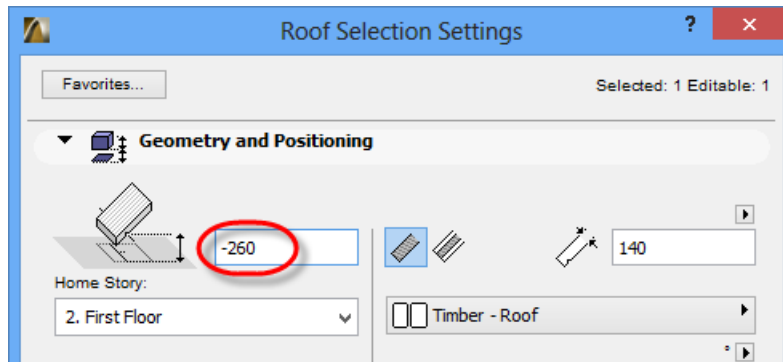 Roof Selection Settings
?
×
Favorites...
Selected: 1 Editable: 1
Geometry and Positioning
-260
140
Home Story:
2. First Floor
Timber - Roof
°